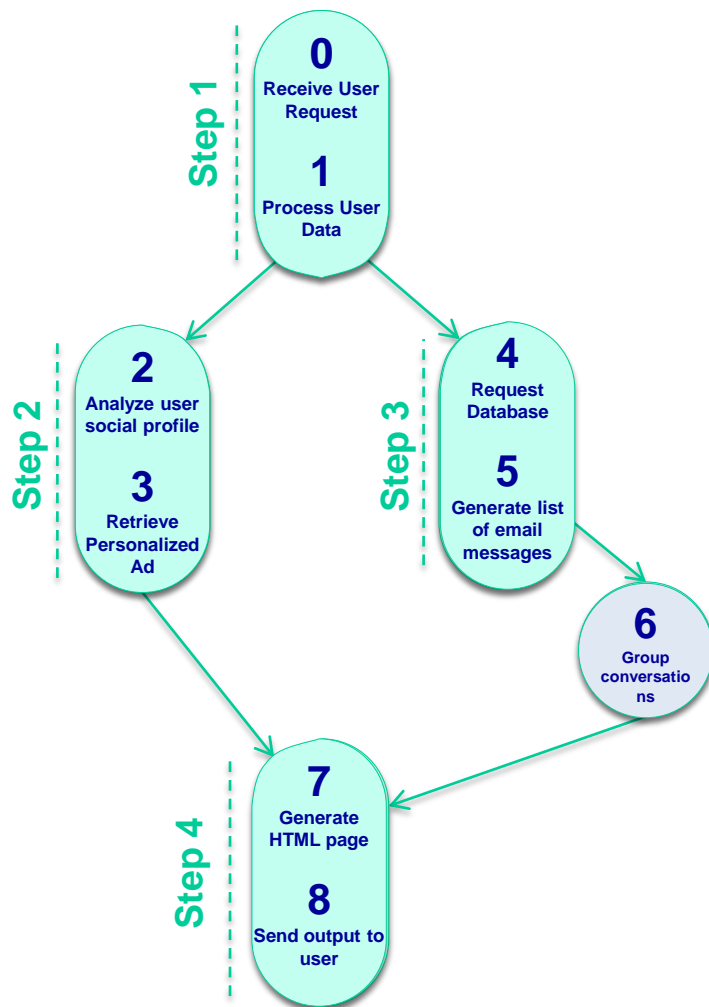 Step 1
0
Receive User
Request
1
Process User
Data
Step 2
2
Analyze user
social profile
3
Retrieve
Personalized
Ad
Step 3
4
Request
Database
5
Generate list
of email
messages
6
Group
conversatio
ns
Step 4
7
Generate
HTML page
8
Send output to
user